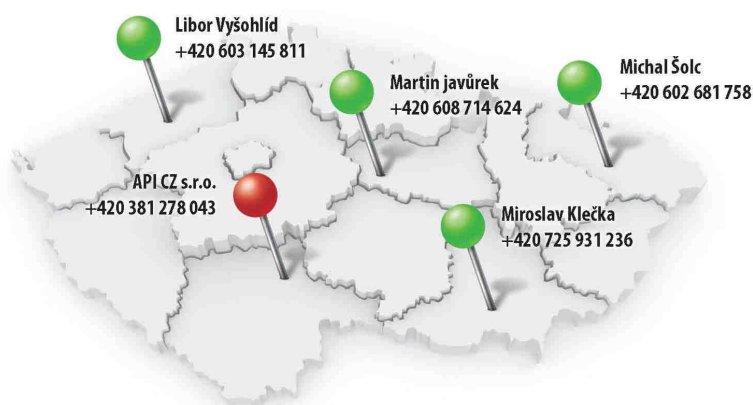 Libor Vyšohlíd
+420 603 145 811
Martin javůrek
+420 608 714 624
Michal Šolc
+420 602 681 758
API CZ s.r.o.
+420 381 278 043
Miroslav Klečka
+420 725 931 236